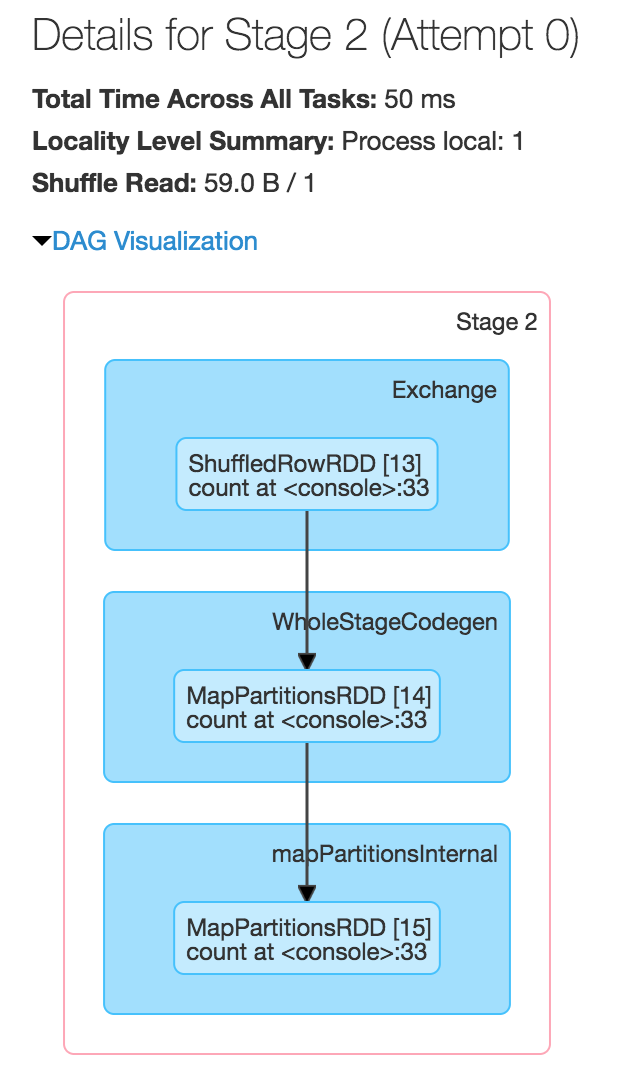 Details for Stage 2 (Attempt 0)
Total Time Across All Tasks: 50 ms
Locality Level Summary: Process local: 1
Shuffle Read: 59.0 B / 1
DAG Visualization
Stage 2
Exchange
ShuffledRowRDD [13]
count at <console>:33
WholeStageCodegen
MapPartitionsRDD [14]
count at <console>:33
mapPartitionsInternal
MapPartitionsRDD [15]
count at <console>:33